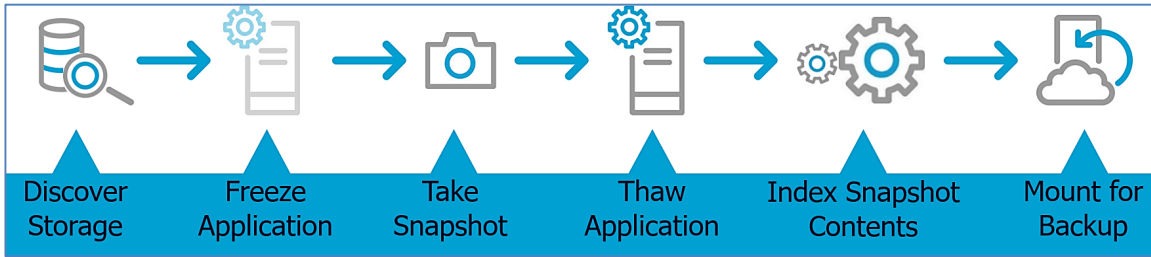 Discover
Storage
Freeze
Application
Take
Snapshot
Thaw
Application
Index Snapshot
Contents
Mount for
Backup